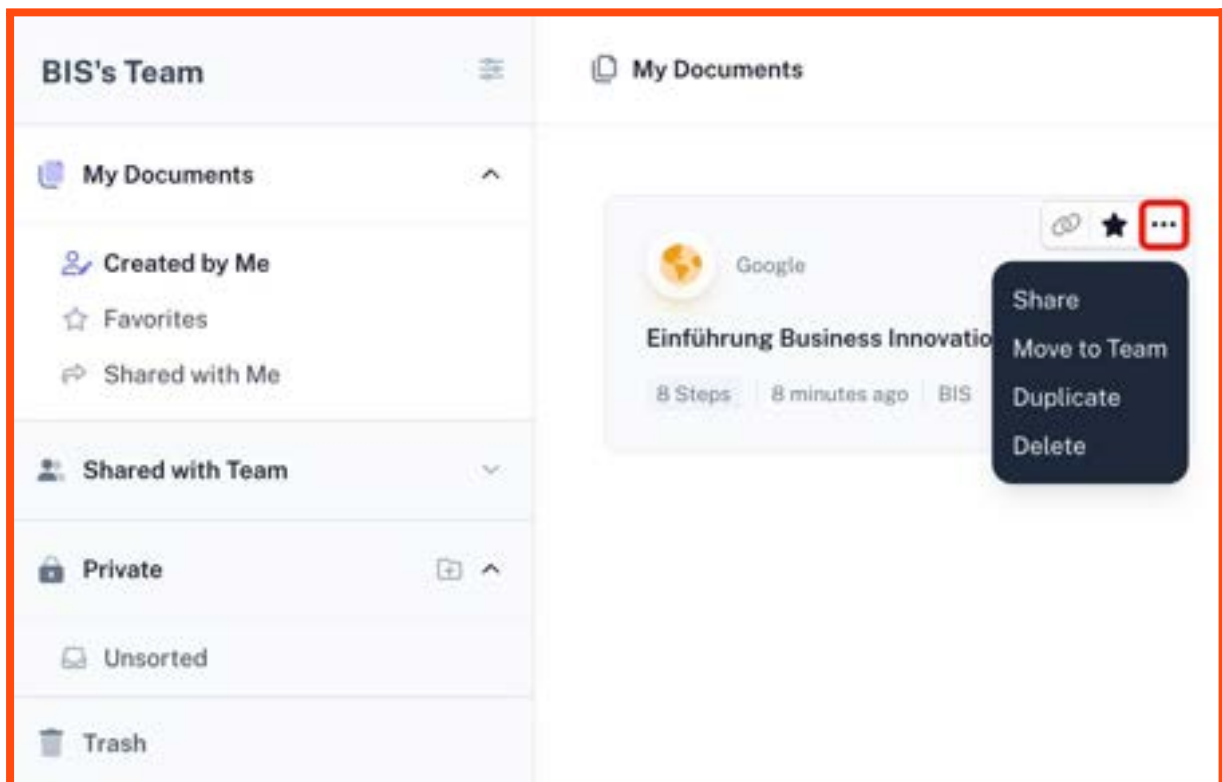 BIS's Team
My Documents
Created by Me
Favorites
Shared with Me
Shared with Team
Private
Unsorted
Trash
My Documents
Google
Einführung Business Innovatio
8 Steps 8 minutes ago BIS
Share
Move to Team
Duplicate
Delete